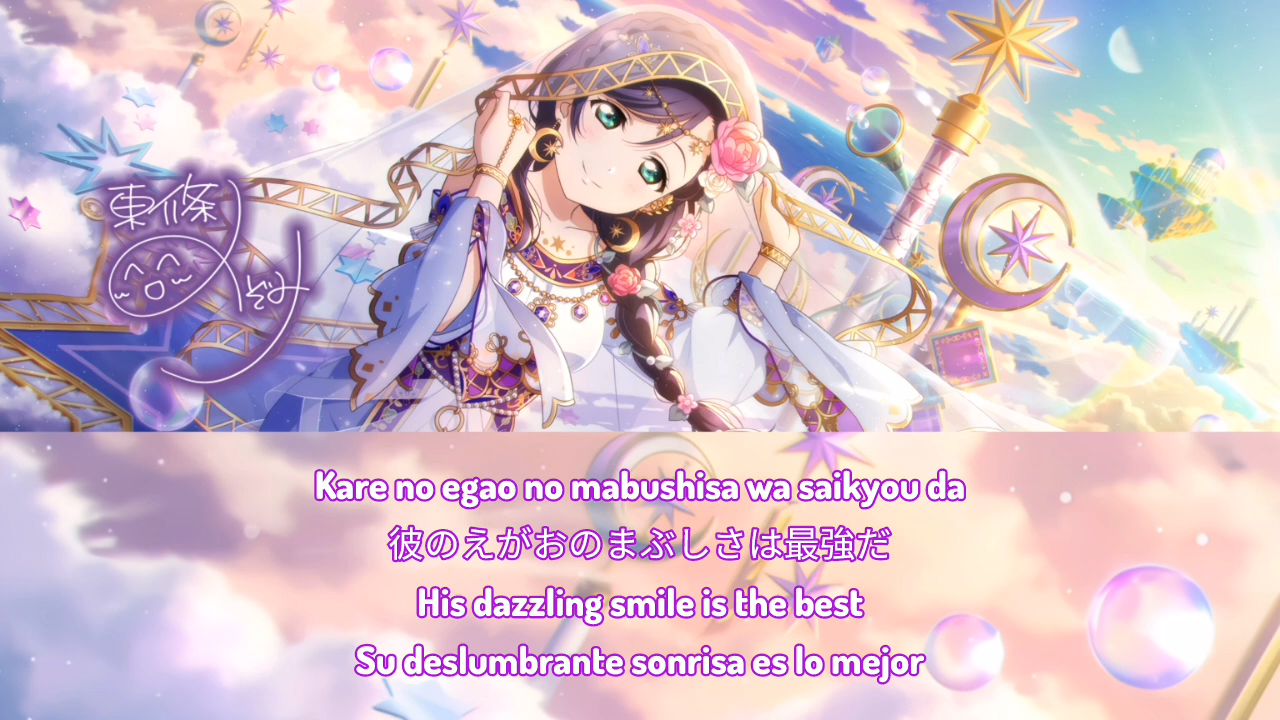 東條
のぞみ
Kare no egao no mabushisa wa saikyou da
彼のえがおのまぶしさは最強だ
His dazzling smile is the best
Su deslumbrante sonrisa es lo mejor